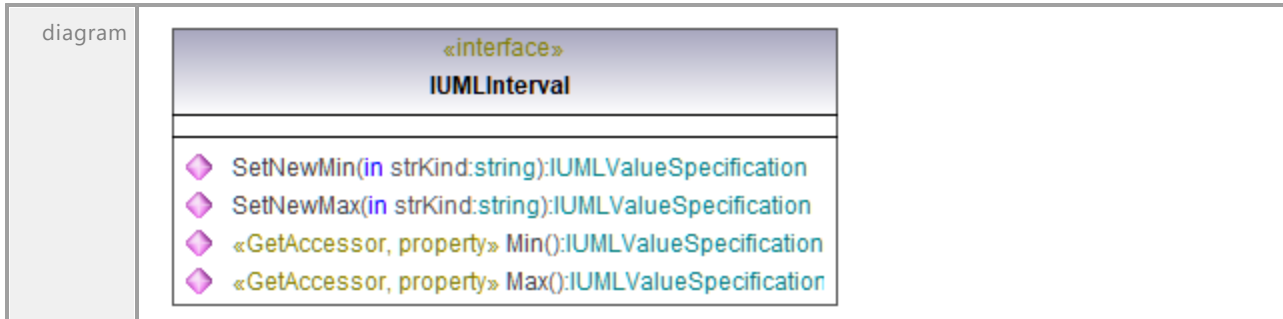 diagram
«interface»
IUMLInterval
SetNewMin(in strKind:string):IUMLValueSpecification
SetNewMax(in strKind:string):IUMLValueSpecification
«GetAccessor, property» Min():IUMLValueSpecification
«GetAccessor, property» Max():IUMLValueSpecification